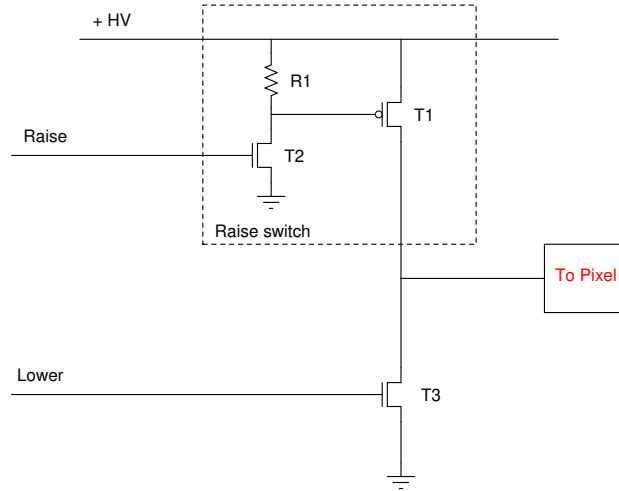 + HV
R1
T1
Raise
T2
Raise switch
To Pixel
Lower
T3